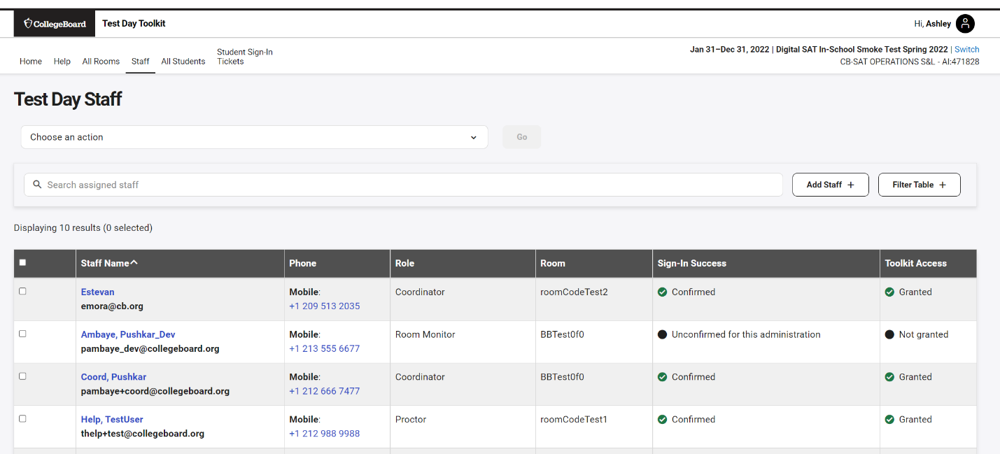 CollegeBoard
Test Day Toolkit
Hi, Ashley
Home
Help
All Rooms
Staff
All Students
Student Sign-In
Tickets
Jan 31–Dec 31, 2022 | Digital SAT In-School Smoke Test Spring 2022 | Switch
CB-SAT OPERATIONS S&L - AI:471828
Test Day Staff
Choose an action
Go
Search assigned staff
Add Staff +
Filter Table +
Displaying 10 results (0 selected)
Staff Name
Phone
Role
Room
Sign-In Success
Toolkit Access
Estevan
emora@cb.org
Mobile:
+1 209 513 2035
Coordinator
roomCodeTest2
Confirmed
Granted
Ambaye, Pushkar_Dev
pambaye_dev@collegeboard.org
Mobile:
+1 213 555 6677
Room Monitor
BBTest0f0
Unconfirmed for this administration
Not granted
Coord, Pushkar
pambaye+coord@collegeboard.org
Mobile:
+1 212 666 7477
Coordinator
BBTest0f0
Confirmed
Granted
Help, TestUser
thelp+test@collegeboard.org
Mobile:
+1 212 988 9988
Proctor
roomCodeTest1
Confirmed
Granted